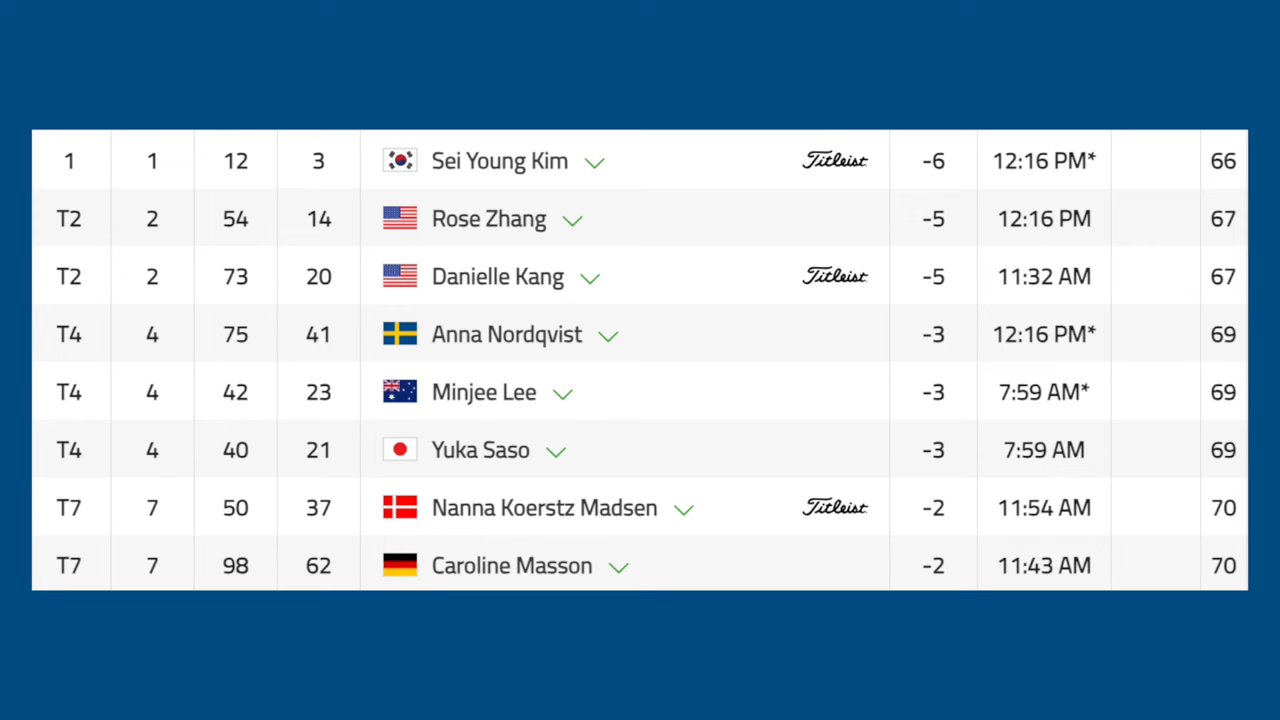 1 1 12 3 Sei Young Kim Titleist -6 12:16 PM* 66
T2 2 54 14 Rose Zhang -5 12:16 PM 67
T2 2 73 20 Danielle Kang Titleist -5 11:32 AM 67
T4 4 75 41 Anna Nordqvist -3 12:16 PM* 69
T4 4 42 23 Minjee Lee -3 7:59 AM* 69
T4 4 40 21 Yuka Saso -3 7:59 AM 69
T7 7 50 37 Nanna Koerstz Madsen Titleist -2 11:54 AM 70
T7 7 98 62 Caroline Masson -2 11:43 AM 70